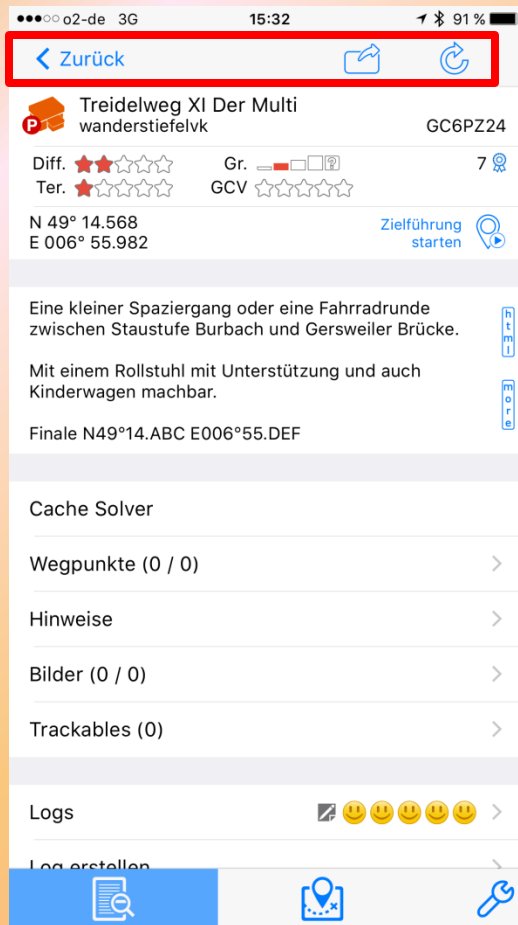 o2-de 3G 15:32 91 %
Zurück
Treidelweg XI Der Multi
P wanderstiefelvk GC6PZ24
Diff. Gr. ? 7
Ter. GCV
N 49° 14.568
E 006° 55.982
Zielführung
starten
Eine kleiner Spaziergang oder eine Fahrradrunde
zwischen Staustufe Burbach und Gersweiler Brücke.
html
Mit einem Rollstuhl mit Unterstützung und auch
Kinderwagen machbar.
more
Finale N49°14.ABC E006°55.DEF
Cache Solver
Wegpunkte (0 / 0)
Hinweise
Bilder (0 / 0)
Trackables (0)
Logs
Log erstellen